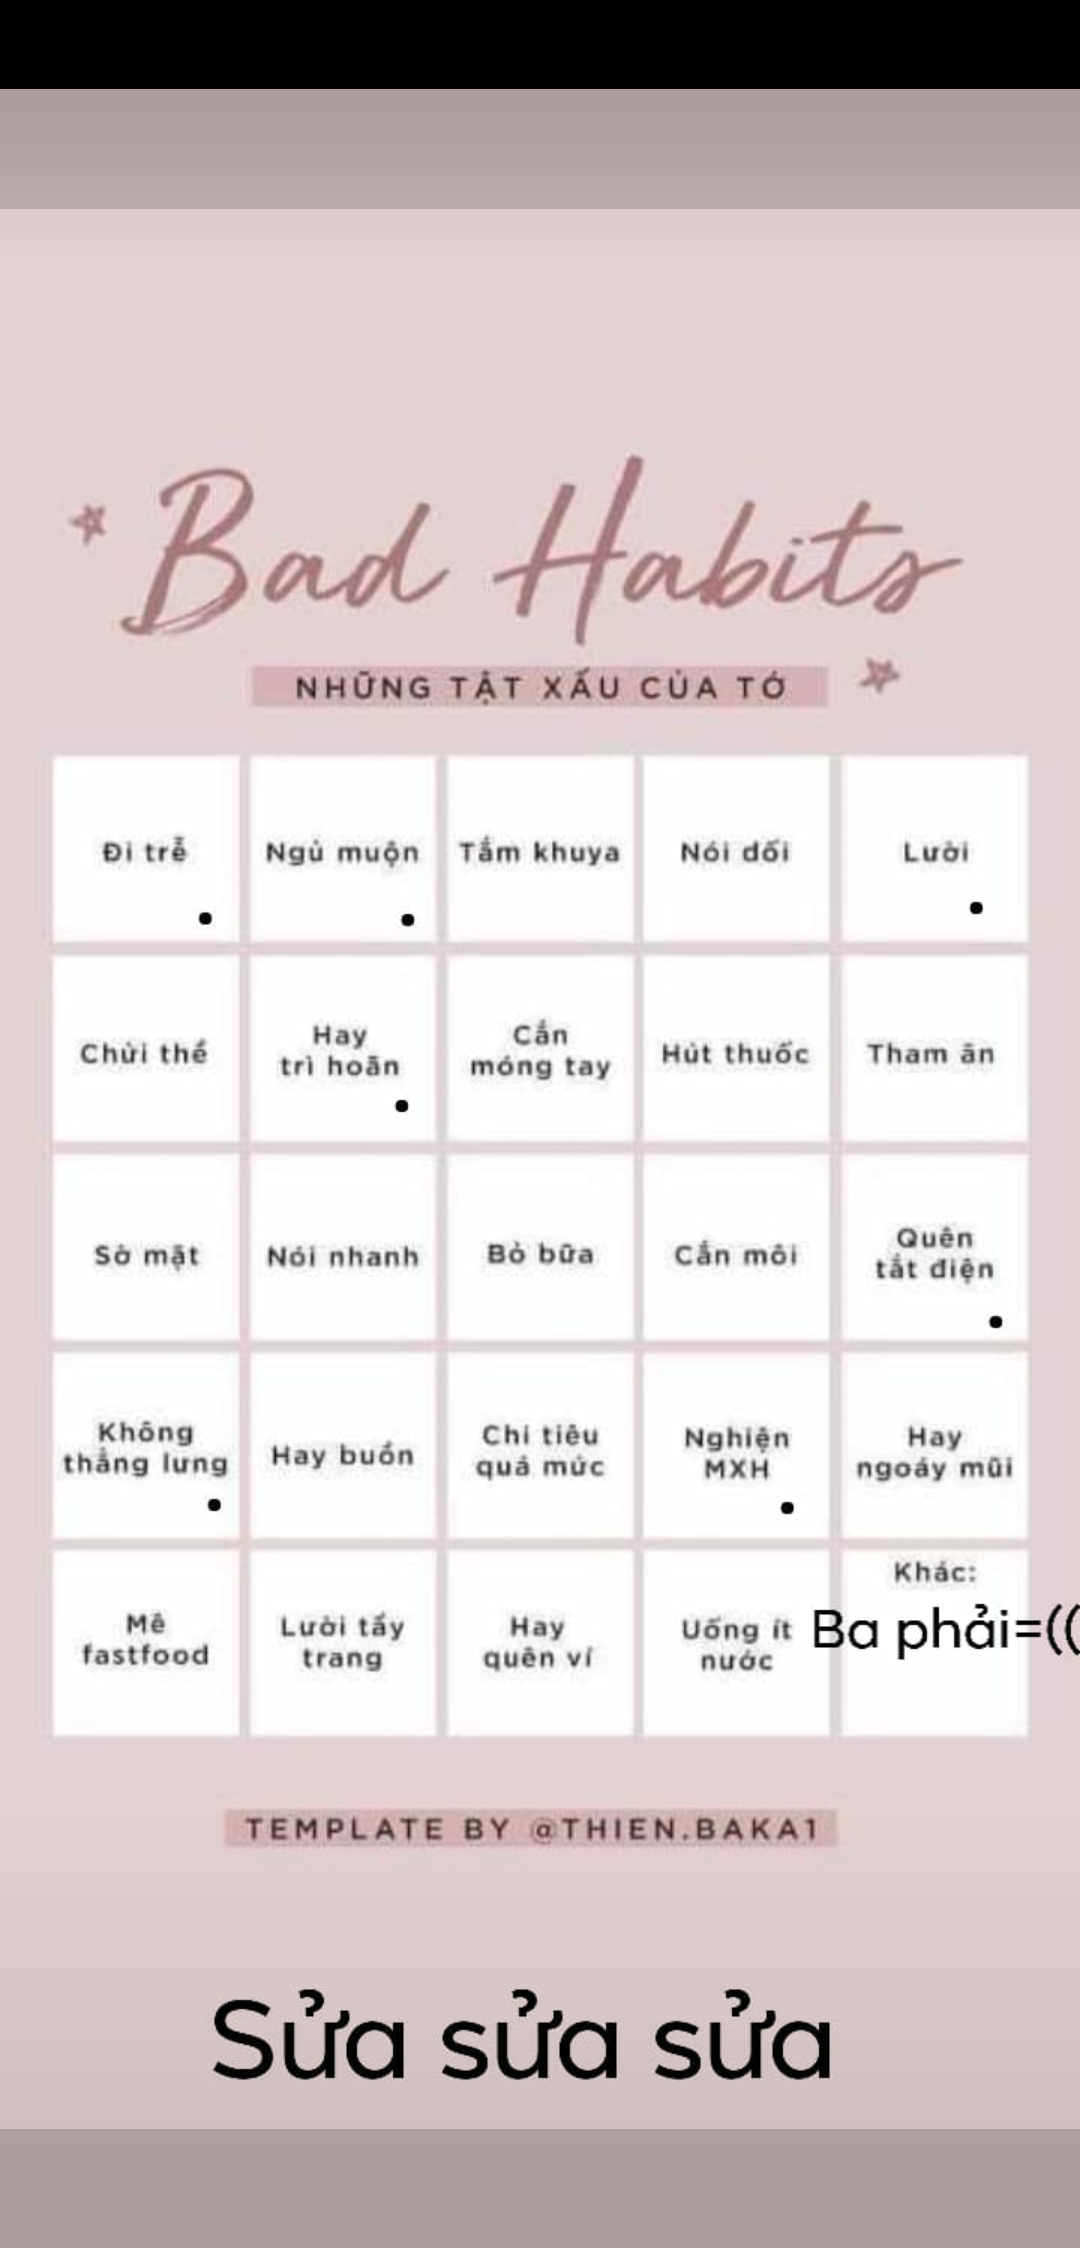 Bad Habits
NHỮNG TẬT XẤU CỦA TỚ
Đi trễ
Ngủ muộn
Tắm khuya
Nói dối
Lười
Chửi thề
Hay
trì hoãn
Cắn
móng tay
Hút thuốc
Tham ăn
Sờ mặt
Nói nhanh
Bỏ bữa
Cắn môi
Quên
tắt điện
Không
thẳng lưng
Hay buồn
Chi tiêu
quá mức
Nghiện
MXH
Hay
ngoáy mũi
Mê
fastfood
Lười tẩy
trang
Hay
quên ví
Uống ít
nước
Khác:
Ba phải=((
TEMPLATE BY @THIEN.BAKA1
Sửa sửa sửa